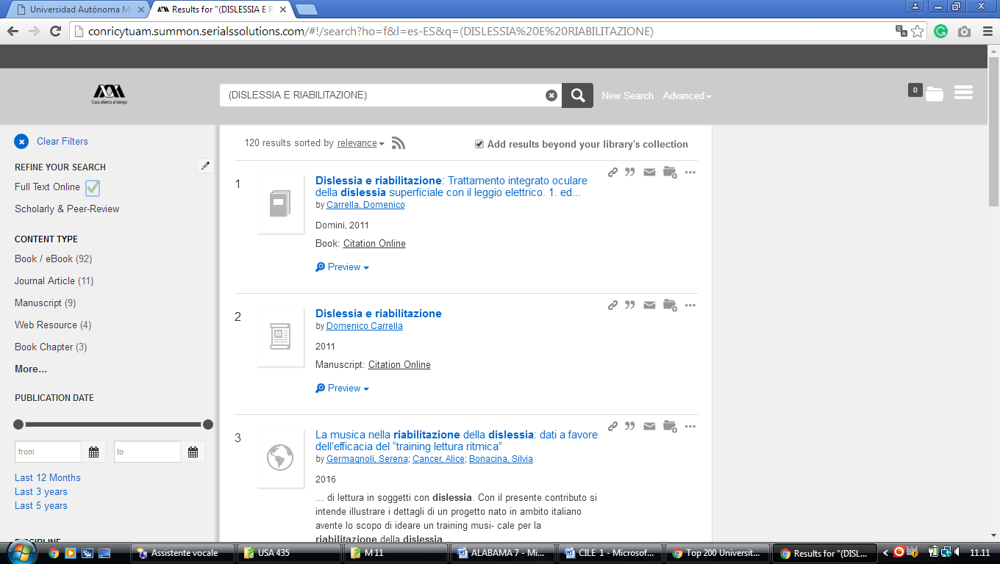 Universidad Autónoma M
Results for "(DISLESSIA E R
conricytuam.summon.serialssolutions.com/#!/search?ho=f&l=es-ES&q=(DISLESSIA%20E%20RIABILITAZIONE)
Casa abierta al tiempo
(DISLESSIA E RIABILITAZIONE)
New Search
Advanced
0
Clear Filters
REFINE YOUR SEARCH
Full Text Online
Scholarly & Peer-Review
CONTENT TYPE
Book / eBook (92)
Journal Article (11)
Manuscript (9)
Web Resource (4)
Book Chapter (3)
More...
PUBLICATION DATE
from
to
Last 12 Months
Last 3 years
Last 5 years
DISCIPLINE
120 results sorted by relevance
Add results beyond your library's collection
1
Dislessia e riabilitazione: Trattamento integrato oculare
della dislessia superficiale con il leggio elettrico. 1. ed...
by Carrella, Domenico
Domini, 2011
Book: Citation Online
Preview
2
Dislessia e riabilitazione
by Domenico Carrella
2011
Manuscript: Citation Online
Preview
3
La musica nella riabilitazione della dislessia: dati a favore
dell'efficacia del “training lettura ritmica”
by Germagnoli, Serena; Cancer, Alice; Bonacina, Silvia
2016
... di lettura in soggetti con dislessia. Con il presente contributo si
intende illustrare i dettagli di un progetto nato in ambito italiano
avente lo scopo di ideare un training musi- cale per la
riabilitazione della dislessia
Assistente vocale
USA 435
M 11
ALABAMA 7 - Mi...
CILE 1 - Microsof...
Top 200 Universit...
Results for "(DISL...
11.11